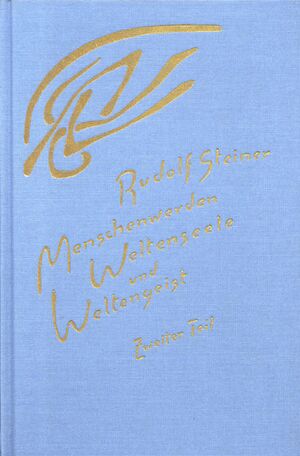 Rudolf Steiner
Menschenwerden
Weltenseele
und
Weltengeist
Zweiter Teil